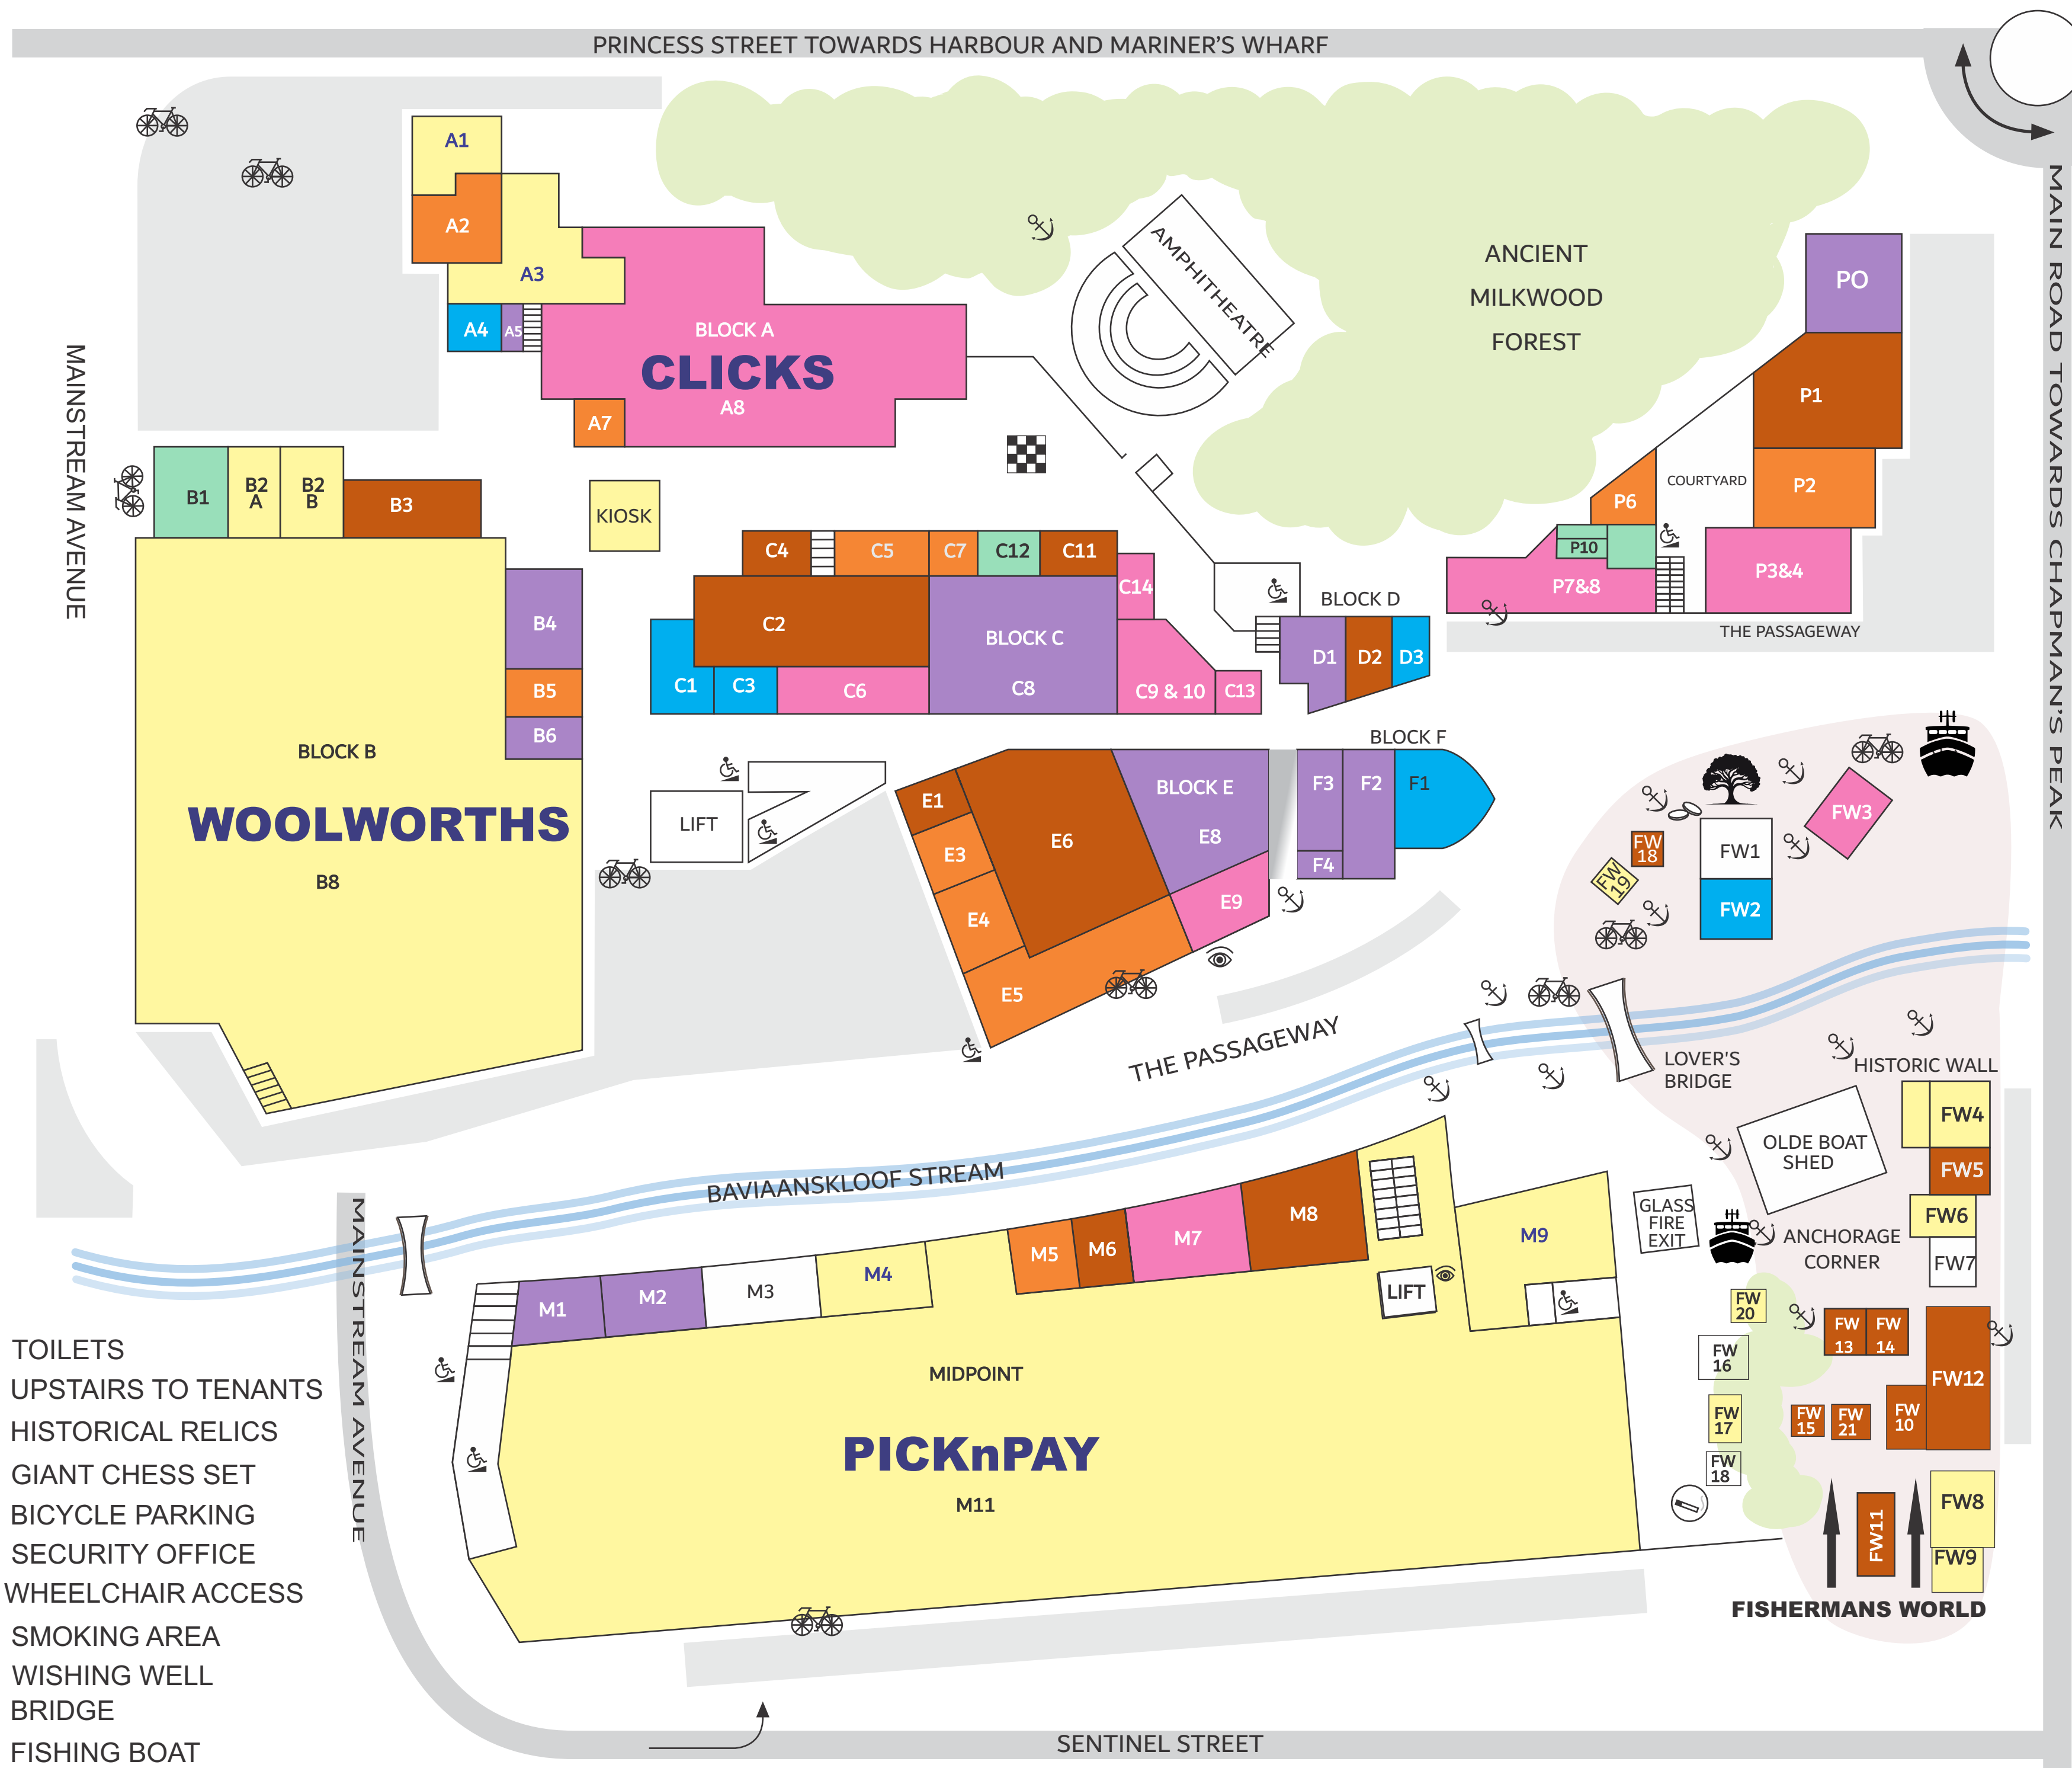 PRINCESS STREET TOWARDS HARBOUR AND MARINER'S WHARF
MAIN ROAD TOWARDS CHAPMAN'S PEAK
MAINSTREAM AVENUE
A1
A2
A3
A4
A5
BLOCK A
CLICKS
A8
A7
AMPHITHEATRE
ANCIENT
MILKWOOD
FOREST
PO
P1
P2
P6
COURTYARD
P10
P7&8
P3&4
THE PASSAGEWAY
B1
B2
A
B2
B
B3
KIOSK
B4
B5
B6
BLOCK B
WOOLWORTHS
B8
C4
C5
C7
C12
C11
C14
C2
BLOCK C
C8
C1
C3
C6
C9 & 10
C13
BLOCK D
D1
D2
D3
LIFT
E1
E3
E4
E5
E6
BLOCK E
E8
E9
BLOCK F
F3
F2
F1
F4
FW3
FW1
FW2
FW
18
FW
19
THE PASSAGEWAY
LOVER'S
BRIDGE
HISTORIC WALL
FW4
FW5
FW6
FW7
OLDE BOAT
SHED
GLASS
FIRE
EXIT
ANCHORAGE
CORNER
BAVIAANSKLOOF STREAM
MAINSTREAM AVENUE
M1
M2
M3
M4
M5
M6
M7
M8
M9
LIFT
MIDPOINT
PICKnPAY
M11
FW
20
FW
13
FW
14
FW
16
FW12
FW
17
FW
15
FW
21
FW
10
FW
18
FW11
FW8
FW9
FISHERMANS WORLD
TOILETS
UPSTAIRS TO TENANTS
HISTORICAL RELICS
GIANT CHESS SET
BICYCLE PARKING
SECURITY OFFICE
WHEELCHAIR ACCESS
SMOKING AREA
WISHING WELL
BRIDGE
FISHING BOAT
SENTINEL STREET